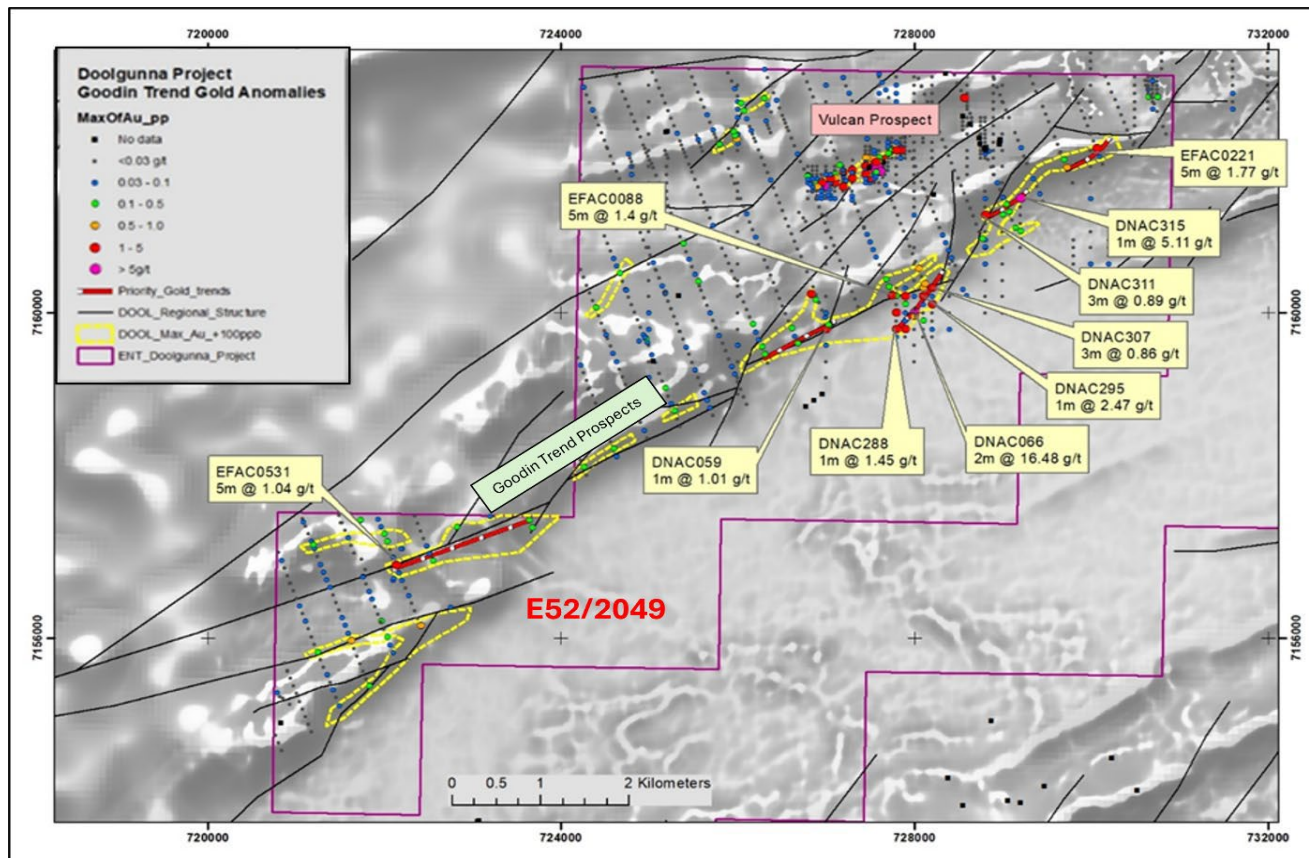 720000
724000
728000
732000
Doolgunna Project
Goodin Trend Gold Anomalies
MaxOfAu_pp
No data
<0.03 g/t
0.03 - 0.1
0.1 - 0.5
0.5 - 1.0
1 - 5
> 5g/t
Priority_Gold_trends
DOOL_Regional_Structure
DOOL_Max_Au_+100ppb
ENT_Doolgunna_Project
Vulcan Prospect
EFAC0221
5m @ 1.77 g/t
EFAC0088
5m @ 1.4 g/t
DNAC315
1m @ 5.11 g/t
DNAC311
3m @ 0.89 g/t
7160000
7160000
DNAC307
3m @ 0.86 g/t
DNAC295
1m @ 2.47 g/t
Goodin Trend Prospects
DNAC059
1m @ 1.01 g/t
DNAC288
1m @ 1.45 g/t
DNAC066
2m @ 16.48 g/t
EFAC0531
5m @ 1.04 g/t
E52/2049
7156000
7156000
0 0.5 1 2 Kilometers
720000
724000
728000
732000